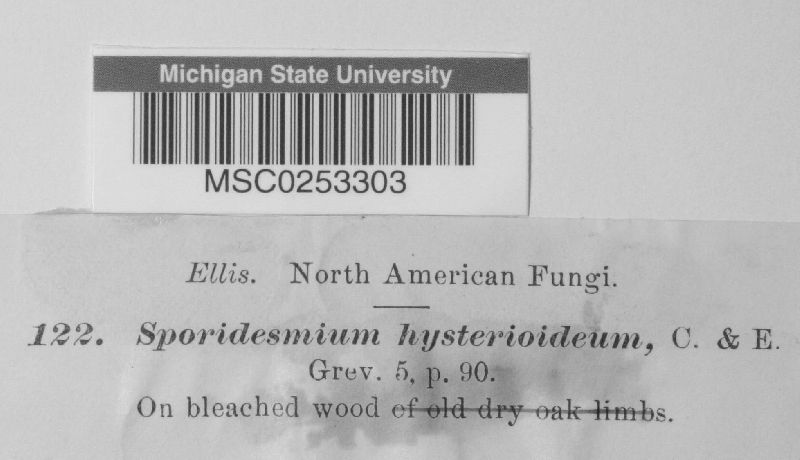 Michigan State University
MSC0253303
Ellis. North American Fungi.
122. Sporidesmium hysterioideum, C. & E.
Grev. 5, p. 90.
On bleached wood of old dry oak limbs.